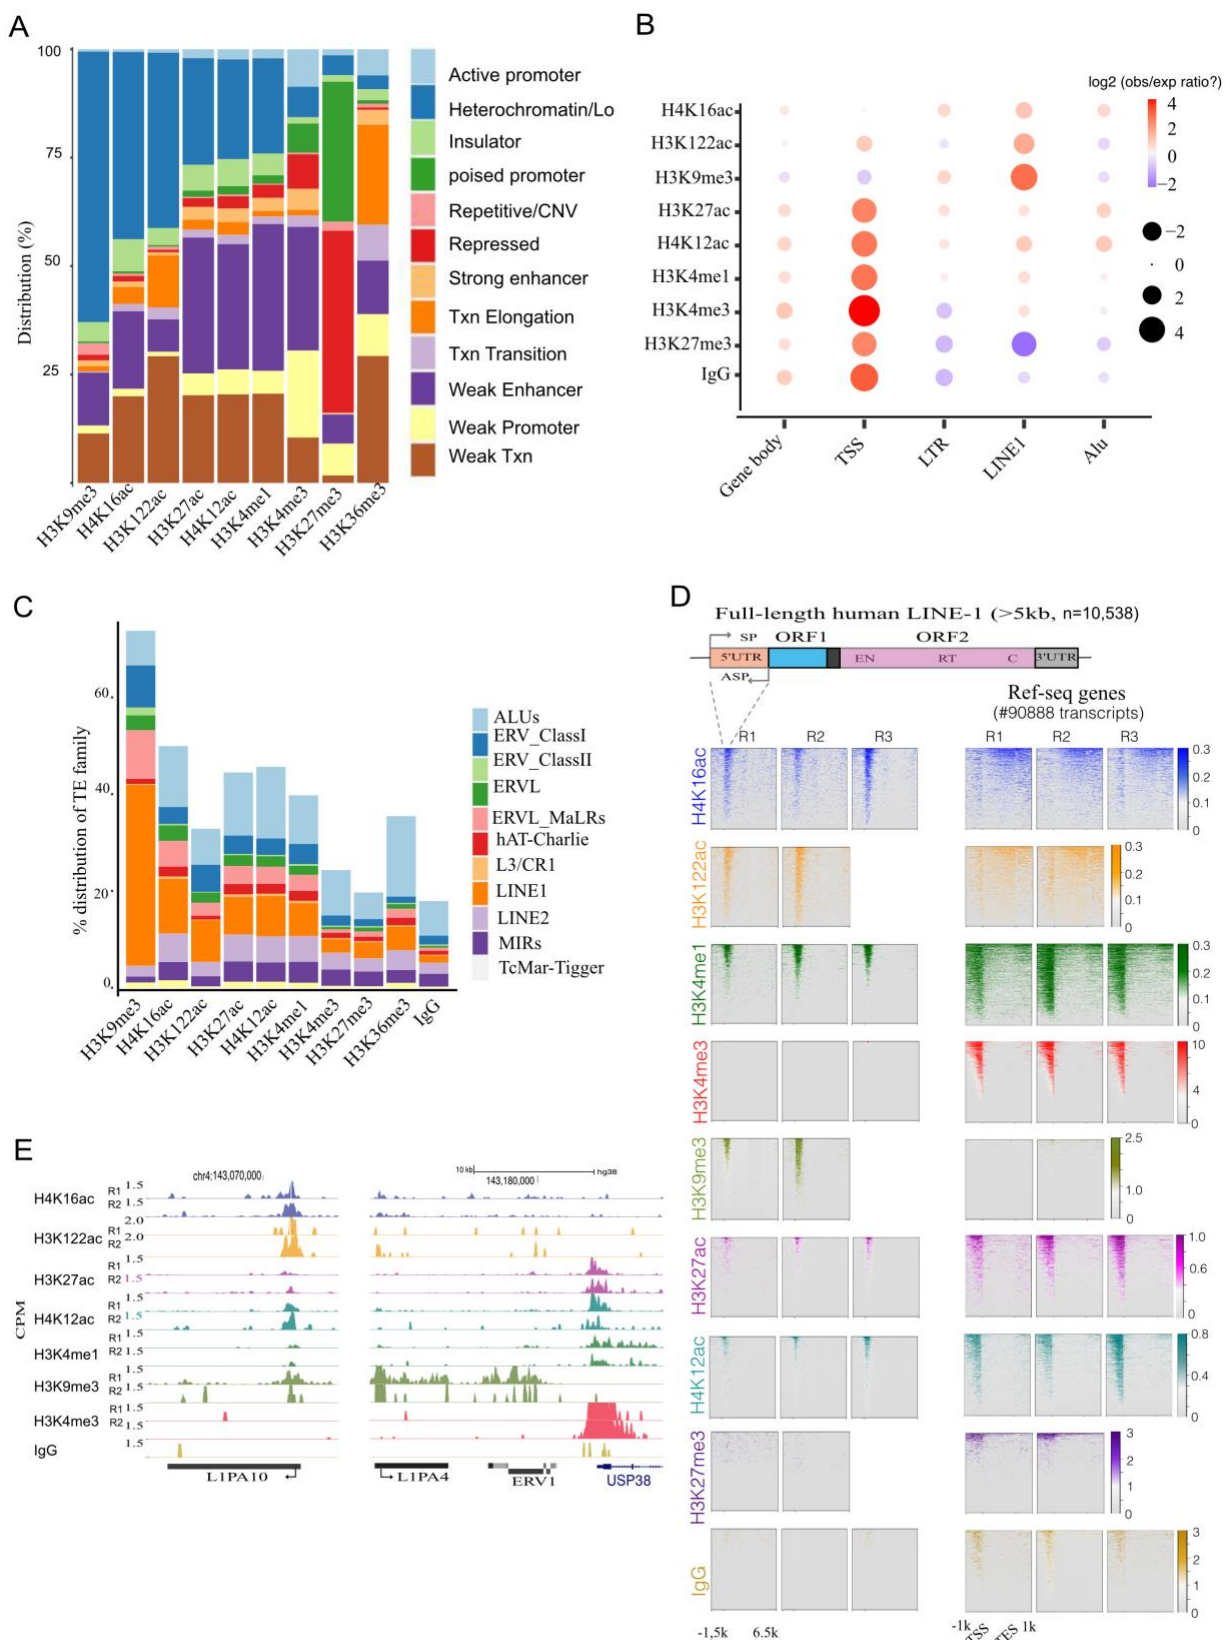 A
100
75
50
25
Distribution (%)
H3K9me3
H4K16ac
H3K122ac
H3K27ac
H4K12ac
H3K4me1
H3K4me3
H3K27me3
H3K36me3
Active promoter
Heterochromatin/Lo
Insulator
poised promoter
Repetitive/CNV
Repressed
Strong enhancer
Txn Elongation
Txn Transition
Weak Enhancer
Weak Promoter
Weak Txn
B
H4K16ac
H3K122ac
H3K9me3
H3K27ac
H4K12ac
H3K4me1
H3K4me3
H3K27me3
IgG
Gene body
TSS
LTR
LINE1
Alu
log2 (obs/exp ratio?)
4
2
0
−2
−2
0
2
4
C
% distribution of TE family
60
40
20
0
H3K9me3
H4K16ac
H3K122ac
H3K27ac
H4K12ac
H3K4me1
H3K4me3
H3K27me3
H3K36me3
IgG
ALUs
ERV_ClassI
ERV_ClassII
ERVL
ERVL_MaLRs
hAT-Charlie
L3/CR1
LINE1
LINE2
MIRs
TcMar-Tigger
D
Full-length human LINE-1 (>5kb, n=10,538)
SP ORF1 ORF2
5'UTR EN RT C 3'UTR
ASP
Ref-seq genes
(#90888 transcripts)
R1 R2 R3 R1 R2 R3
H4K16ac
0.3
0.2
0.1
0
H3K122ac
0.3
0.2
0.1
0
H3K4me1
0.3
0.2
0.1
0
H3K4me3
10
4
0
H3K9me3
2.5
1.0
0
H3K27ac
1.0
0.6
0
H4K12ac
0.8
0.4
0
H3K27me3
3
2
1
0
IgG
3
2
1
0
-1,5k 6.5k
-1k TSS TES 1k
E
chr4:143,070,000
10 kb hg38
143,180,000
CPM
H4K16ac R1 1.5
R2 1.5
H3K122ac R1 2.0
R2 2.0
H3K27ac R1 1.5
R2 1.5
H4K12ac R1 1.5
R2 1.5
H3K4me1 R1 1.5
R2 1.5
H3K9me3 R1 1.5
R2 1.5
H3K4me3 R1 1.5
R2 1.5
IgG 1.5
L1PA10 L1PA4 ERV1 USP38